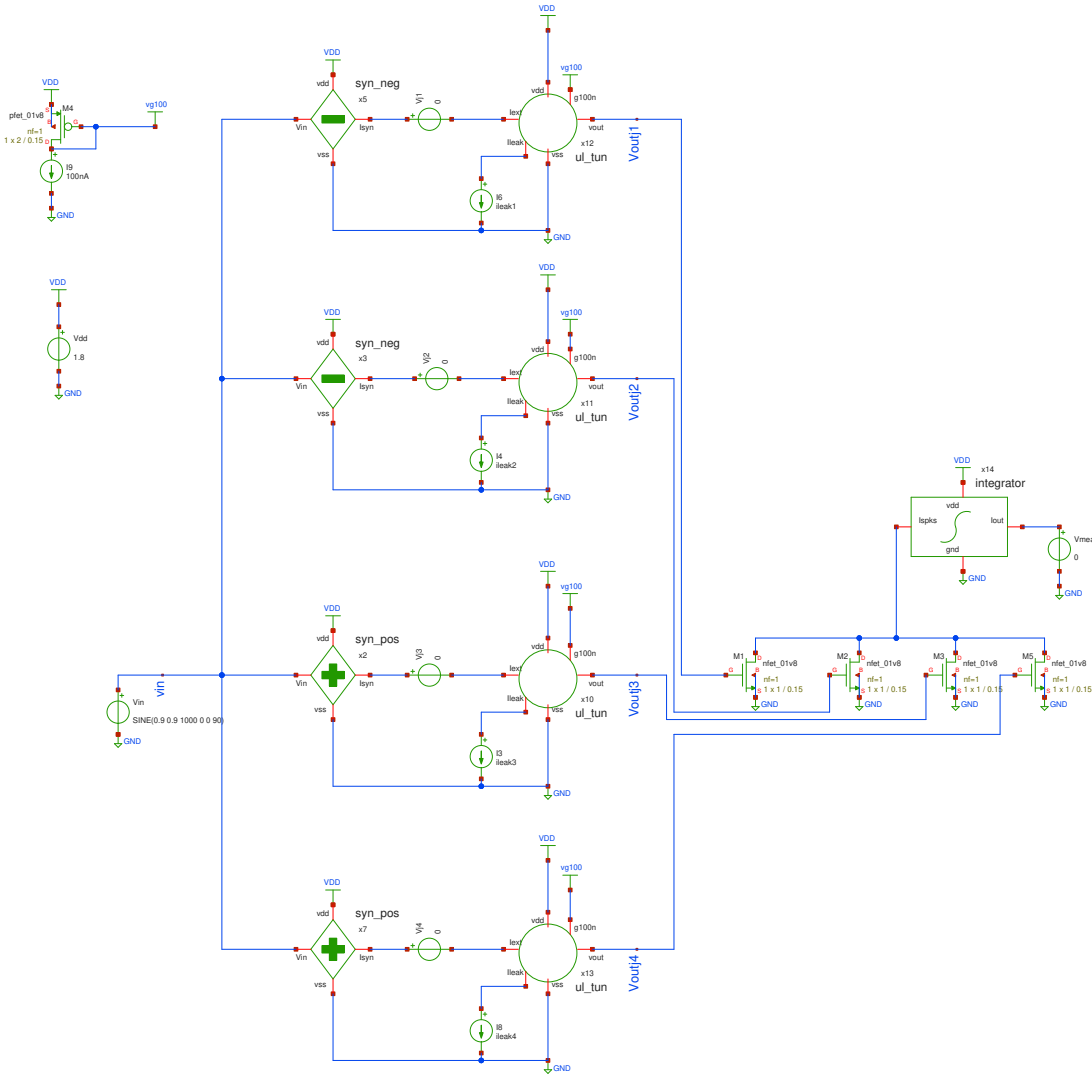 VDD
VDD
syn_neg
x5
vdd
Vin
Isyn
vss
Vj1
0
vg100
vdd
g100n
Iext
vout
Ileak
x12
vss
ul_tun
Voutj1
I6
ileak1
GND
VDD
M4
pfet_01v8
S
B
G
D
nf=1
1 x 2 / 0.15
vg100
I9
100nA
GND
VDD
Vdd
1.8
GND
VDD
VDD
syn_neg
x3
vdd
Vin
Isyn
vss
Vj2
0
vg100
vdd
g100n
Iext
vout
Ileak
x11
vss
ul_tun
Voutj2
I4
ileak2
GND
VDD
x14
integrator
vdd
Ispks
Iout
gnd
GND
Vmea
0
GND
VDD
VDD
syn_pos
x2
vdd
Vin
Isyn
vss
Vj3
0
vg100
vdd
g100n
Iext
vout
Ileak
x10
vss
ul_tun
Voutj3
I3
ileak3
GND
vin
Vin
SINE(0.9 0.9 1000 0 0 90)
GND
M1
D
G
B
S
nfet_01v8
nf=1
1 x 1 / 0.15
GND
M2
D
G
B
S
nfet_01v8
nf=1
1 x 1 / 0.15
GND
M3
D
G
B
S
nfet_01v8
nf=1
1 x 1 / 0.15
GND
M5
D
G
B
S
nfet_01v8
nf=1
1 x 1 / 0.15
GND
VDD
VDD
syn_pos
x7
vdd
Vin
Isyn
vss
Vj4
0
vg100
vdd
g100n
Iext
vout
Ileak
x13
vss
ul_tun
Voutj4
I8
ileak4
GND